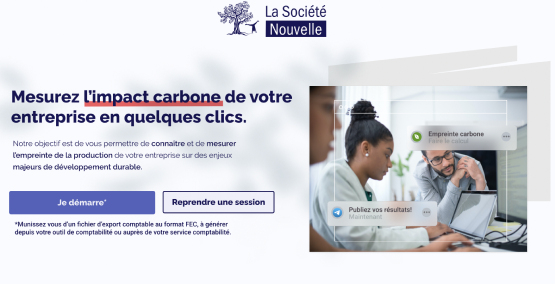 La Société
Nouvelle
Mesurez l'impact carbone de votre
entreprise en quelques clics.
Notre objectif est de vous permettre de connaitre et de mesurer
l'empreinte de la production de votre entreprise sur des enjeux
majeurs de développement durable.
Je démarre*
Reprendre une session
*Munissez vous d'un fichier d'export comptable au format FEC, à générer
depuis votre outil de comptabilité ou auprès de votre service comptabilité.
Empreinte carbone
Faire le calcul
Publiez vos résultats!
Maintenant